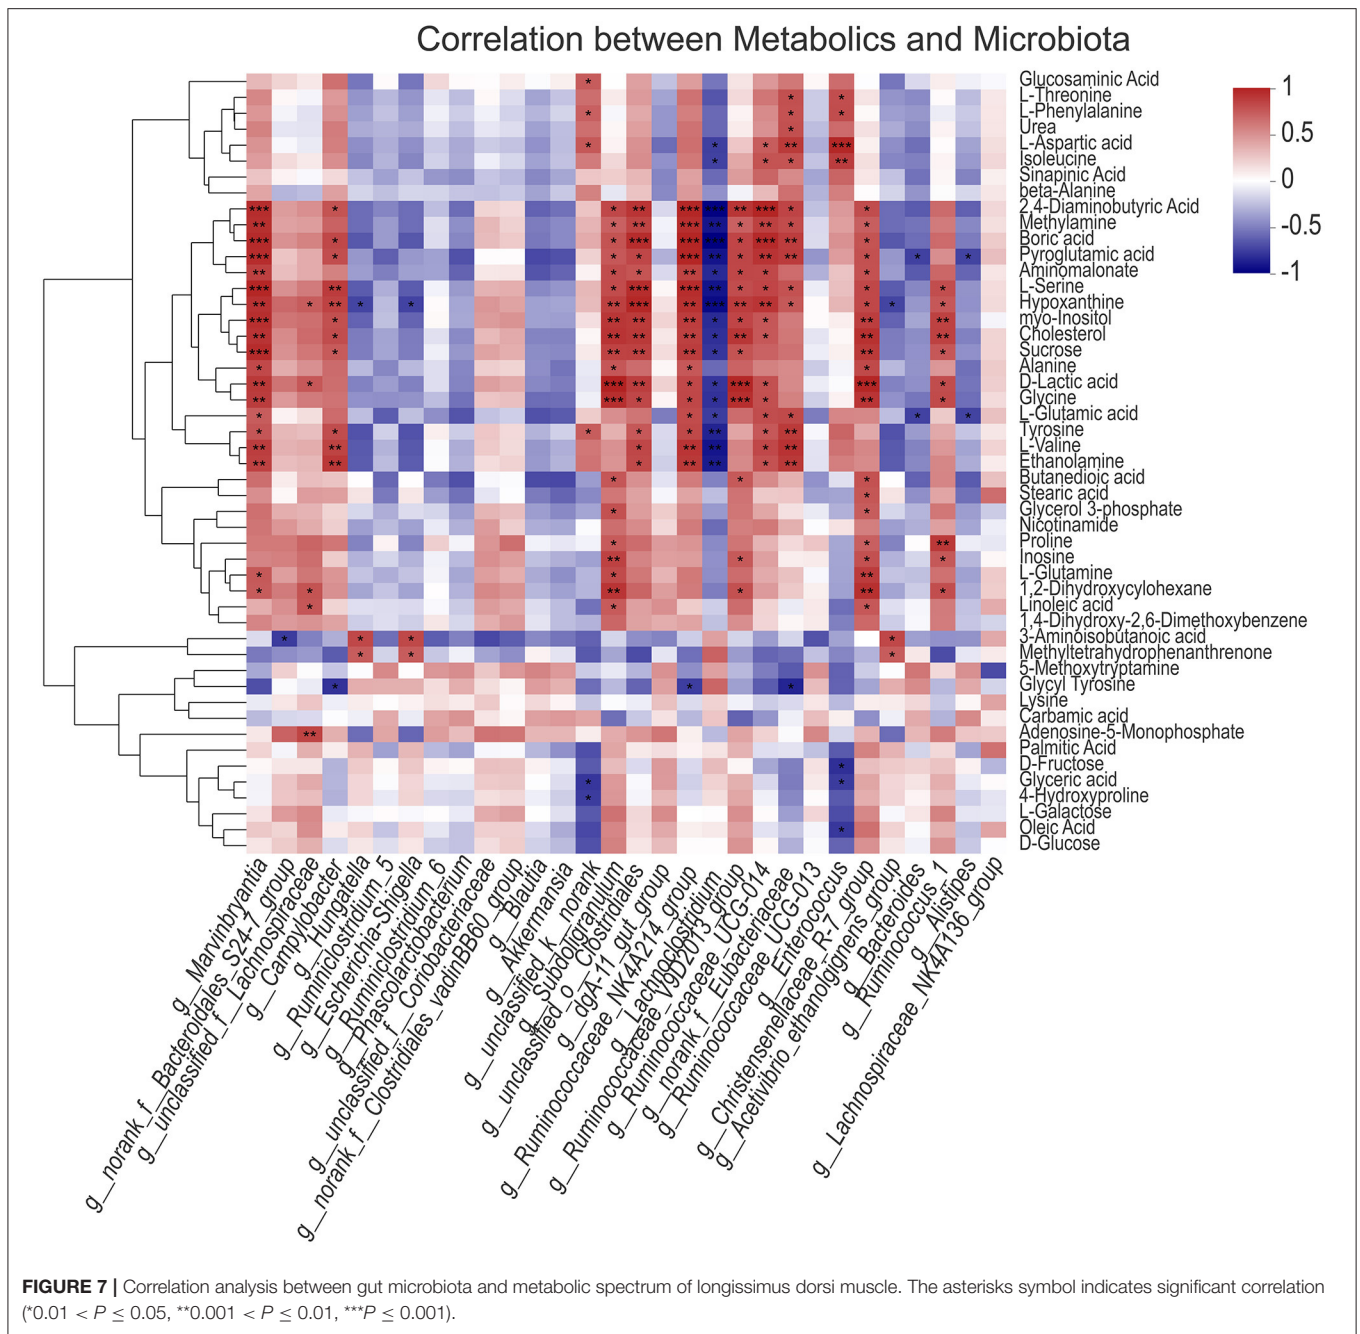 Correlation between Metabolics and Microbiota
Glucosaminic Acid
L-Threonine
L-Phenylalanine
Urea
L-Aspartic acid
Isoleucine
Sinapinic Acid
beta-Alanine
2,4-Diaminobutyric Acid
Methylamine
Boric acid
Pyroglutamic acid
Aminomalonate
L-Serine
Hypoxanthine
myo-Inositol
Cholesterol
Sucrose
Alanine
D-Lactic acid
Glycine
L-Glutamic acid
Tyrosine
L-Valine
Ethanolamine
Butanedioic acid
Stearic acid
Glycerol 3-phosphate
Nicotinamide
Proline
Inosine
L-Glutamine
1,2-Dihydroxycylohexane
Linoleic acid
1,4-Dihydroxy-2,6-Dimethoxybenzene
3-Aminoisobutanoic acid
Methyltetrahydrophenanthrenone
5-Methoxytryptamine
Glycyl Tyrosine
Lysine
Carbamic acid
Adenosine-5-Monophosphate
Palmitic Acid
D-Fructose
Glyceric acid
4-Hydroxyproline
L-Galactose
Oleic Acid
D-Glucose
1
0.5
0
-0.5
-1
g__Marvinbryantia
g__norank_f__Bacteroidales_S24-7_group
g__unclassified_f__Lachnospiraceae
g__Campylobacter
g__Hungatella
g__Ruminiclostridium_5
g__Escherichia-Shigella
g__Ruminiclostridium_6
g__Phascolarctobacterium
g__unclassified_f__Coriobacteriaceae
g__norank_f__Clostridiales_vadinBB60_group
g__Blautia
g__Akkermansia
g__unclassified_k__norank
g__Subdoligranulum
g__unclassified_o__Clostridiales
g__dgA-11_gut_group
g__Ruminococcaceae_NK4A214_group
g__Lachnoclostridium
g__Ruminococcaceae_V9D2013_group
g__Ruminococcaceae_UCG-014
g__norank_f__Eubacteriaceae
g__Ruminococcaceae_UCG-013
g__Enterococcus
g__Christensenellaceae_R-7_group
g__Acetivibrio_ethanolgignens_group
g__Bacteroides
g__Ruminococcus_1
g__Alistipes
g__Lachnospiraceae_NK4A136_group
FIGURE 7 | Correlation analysis between gut microbiota and metabolic spectrum of longissimus dorsi muscle. The asterisks symbol indicates significant correlation
(*0.01 < P ≤ 0.05, **0.001 < P ≤ 0.01, ***P ≤ 0.001).